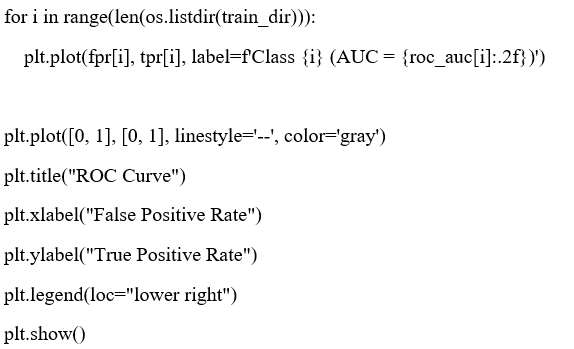 for i in range(len(os.listdir(train_dir))):
plt.plot(fpr[i], tpr[i], label=f'Class {i} (AUC = {roc_auc[i]:.2f})')
plt.plot([0, 1], [0, 1], linestyle='--', color='gray')
plt.title("ROC Curve")
plt.xlabel("False Positive Rate")
plt.ylabel("True Positive Rate")
plt.legend(loc="lower right")
plt.show()